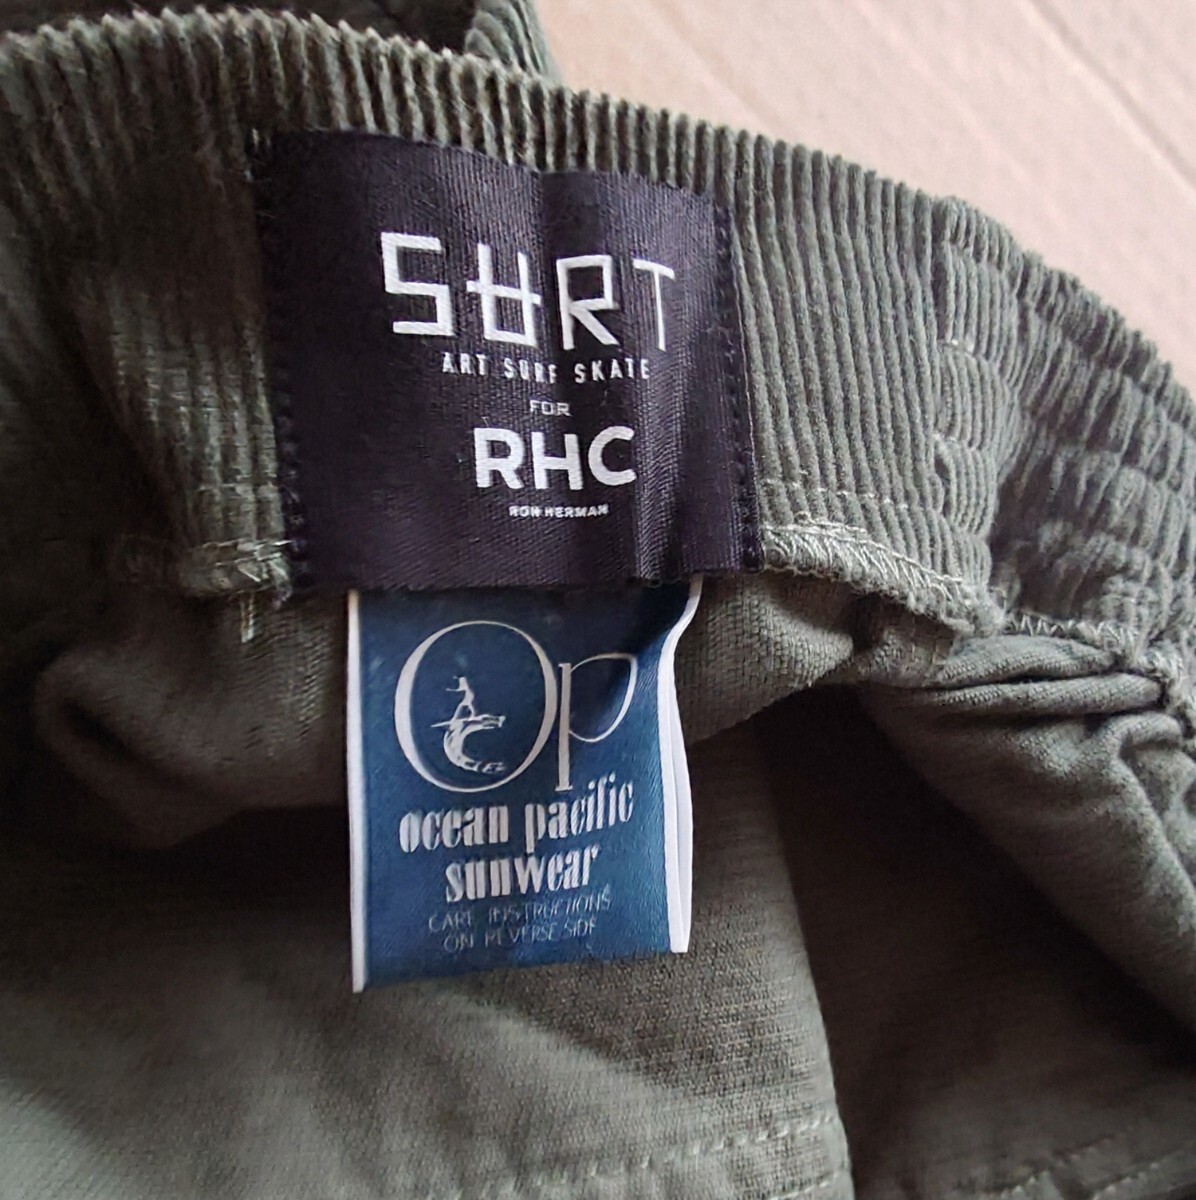 SURT
ART SURF SKATE
FOR
RHC
RON HERMAN
Op
ocean pacific
sunwear
CARE INSTRUCTIONS
ON REVERSE SIDE